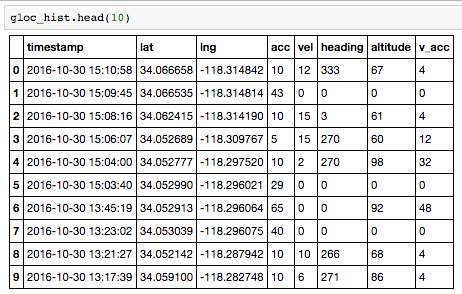 gloc_hist.head(10)
timestamp lat lng acc vel heading altitude v_acc
0 2016-10-30 15:10:58 34.066658 -118.314842 10 12 333 67 4
1 2016-10-30 15:09:45 34.066535 -118.314814 43 0 0 0 0
2 2016-10-30 15:08:16 34.062415 -118.314190 10 15 3 61 4
3 2016-10-30 15:06:07 34.052689 -118.309767 5 15 270 60 12
4 2016-10-30 15:04:00 34.052777 -118.297520 10 2 270 98 32
5 2016-10-30 15:03:40 34.052990 -118.296021 29 0 0 0 0
6 2016-10-30 13:45:19 34.052913 -118.296064 65 0 0 92 48
7 2016-10-30 13:23:02 34.053039 -118.296075 40 0 0 0 0
8 2016-10-30 13:21:27 34.052142 -118.287942 10 10 266 68 4
9 2016-10-30 13:17:39 34.059100 -118.282748 10 6 271 86 4